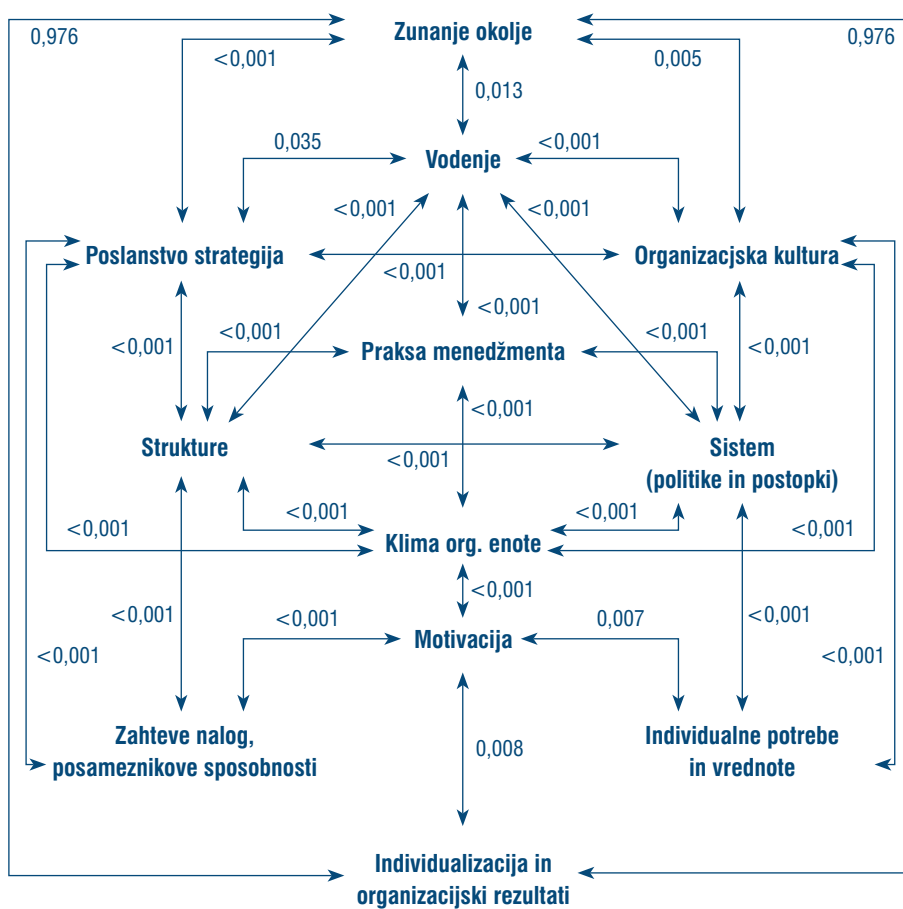 Zunanje okolje
0,976
0,976
<0,001
0,005
0,013
0,035
<0,001
Vodenje
<0,001
<0,001
Poslanstvo strategija
Organizacjska kultura
<0,001
<0,001
<0,001
<0,001
<0,001
<0,001
Praksa menedžmenta
<0,001
Strukture
<0,001
Sistem
(politike in postopki)
<0,001
<0,001
<0,001
<0,001
Klima org. enote
<0,001
<0,001
<0,001
<0,001
0,007
Motivacija
<0,001
<0,001
Zahteve nalog,
posameznikove sposobnosti
Individualne potrebe
in vrednote
0,008
Individualizacija in
organizacijski rezultati